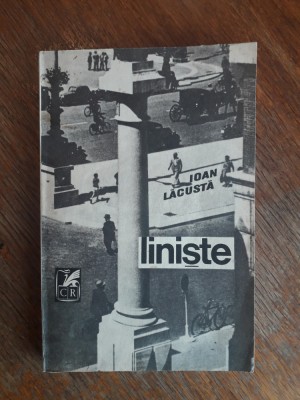 IOAN
LĂCUSTĂ
liniște
CR